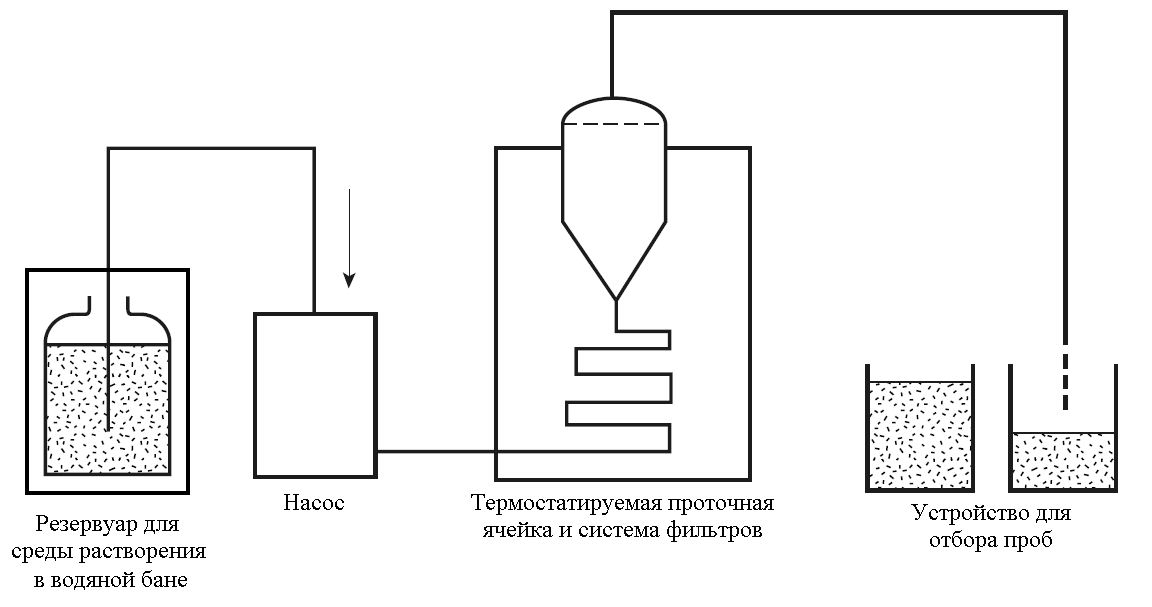 Резервуар для
среды растворения
в водяной бане
Насос
Термостатируемая проточная
ячейка и система фильтров
Устройство для
отбора проб